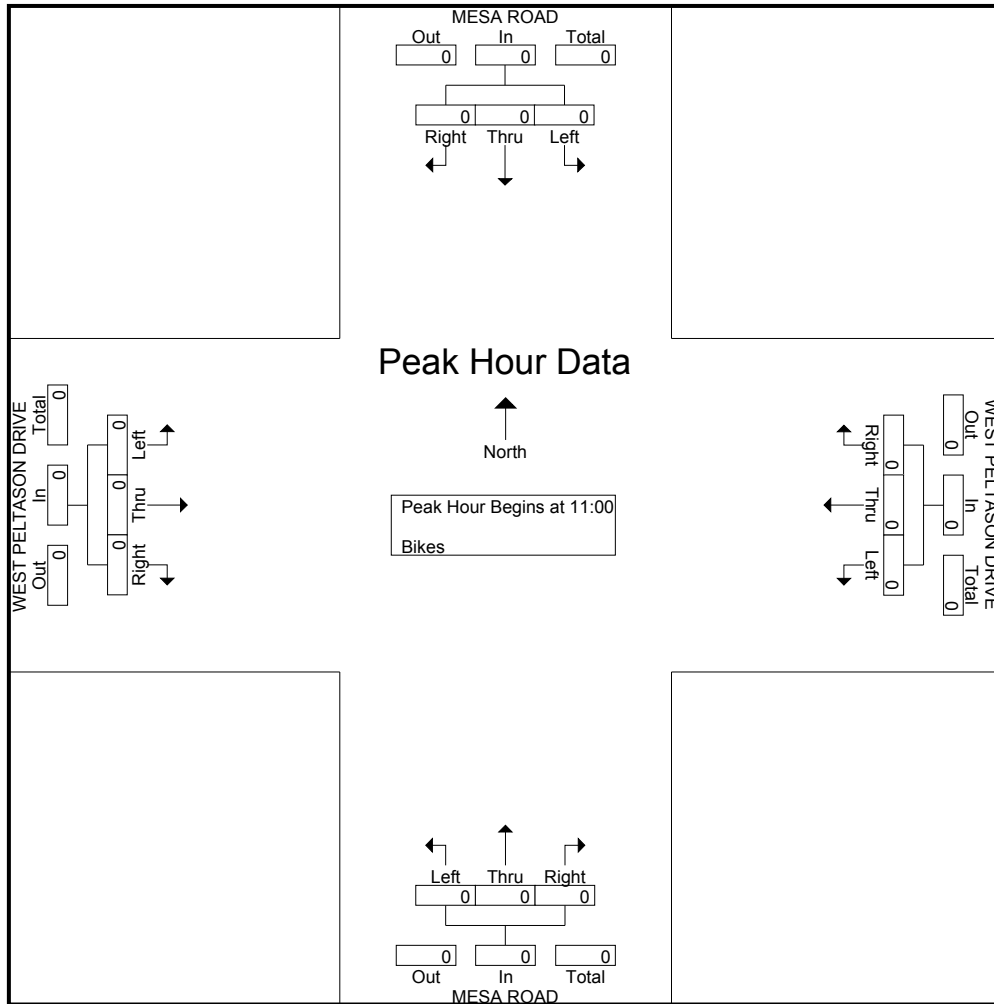 MESA ROAD
Out In Total
0 0 0
0 0 0
Right Thru Left
Peak Hour Data
North
Peak Hour Begins at 11:00
Bikes
WEST PELTASON DRIVE
Total In Out
0 0 0
0 0 0
Left Thru Right
WEST PELTASON DRIVE
Out In Total
0 0 0
0 0 0
Right Thru Left
Left Thru Right
0 0 0
0 0 0
Out In Total
MESA ROAD